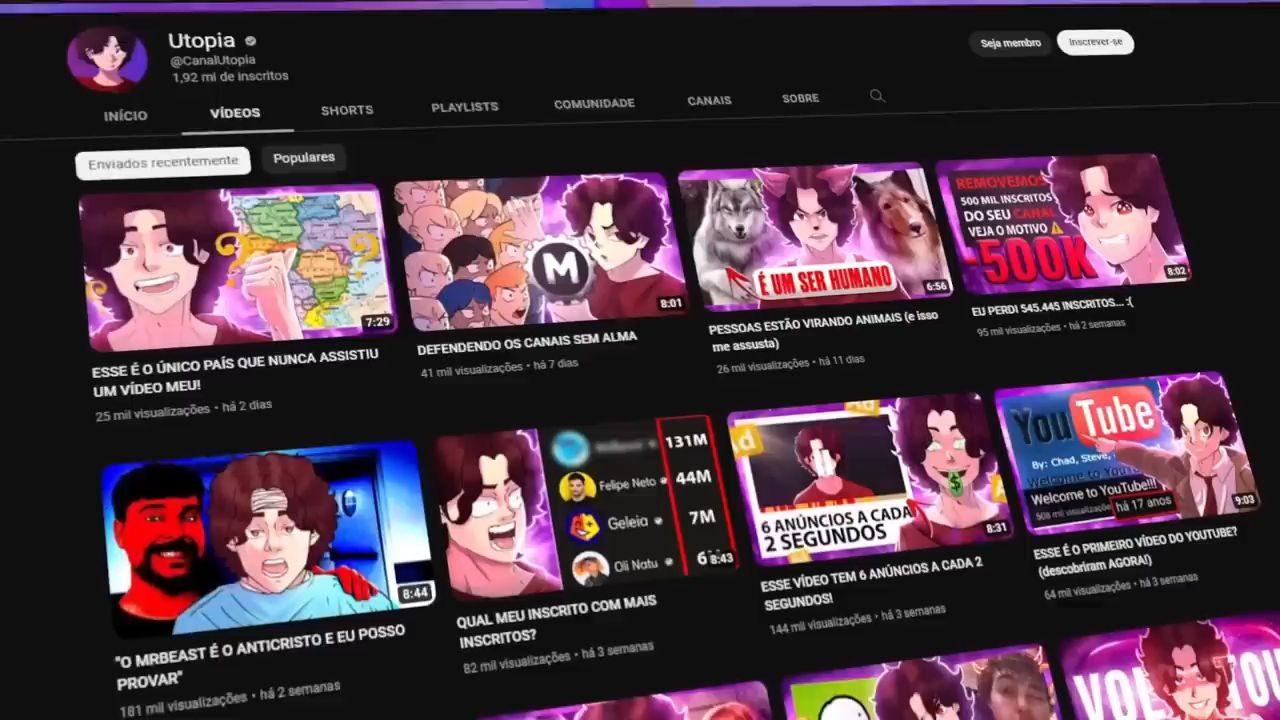 Utopia
@CanalUtopia
1,92 mi de inscritos
Seja membro
Inscrever-se
INÍCIO
VÍDEOS
SHORTS
PLAYLISTS
COMUNIDADE
CANAIS
SOBRE
Enviados recentemente
Populares
7:29
ESSE É O ÚNICO PAÍS QUE NUNCA ASSISTIU
UM VÍDEO MEU!
25 mil visualizações • há 2 dias
M
8:01
DEFENDENDO OS CANAIS SEM ALMA
41 mil visualizações • há 7 dias
É UM SER HUMANO
6:56
PESSOAS ESTÃO VIRANDO ANIMAIS (e isso
me assusta)
26 mil visualizações • há 11 dias
REMOVEMOS
500 MIL INSCRITOS
DO SEU CANAL
VEJA O MOTIVO
-500K
8:02
EU PERDI 545.445 INSCRITOS... :(
95 mil visualizações • há 2 semanas
8:44
"O MRBEAST É O ANTICRISTO E EU POSSO
PROVAR"
181 mil visualizações • há 2 semanas
131M
Felipe Neto
44M
Geleia
7M
Oli Natu
6
8:43
QUAL MEU INSCRITO COM MAIS
INSCRITOS?
82 mil visualizações • há 3 semanas
Ad
6 ANÚNCIOS A CADA
2 SEGUNDOS
8:31
ESSE VÍDEO TEM 6 ANÚNCIOS A CADA 2
SEGUNDOS!
144 mil visualizações • há 3 semanas
YouTube
By: Chad, Steve,
Welcome to YouTu
Welcome to YouTube!!!
há 17 anos
9:03
ESSE É O PRIMEIRO VÍDEO DO YOUTUBE?
(descobriram AGORA!)
64 mil visualizações • há 3 semanas